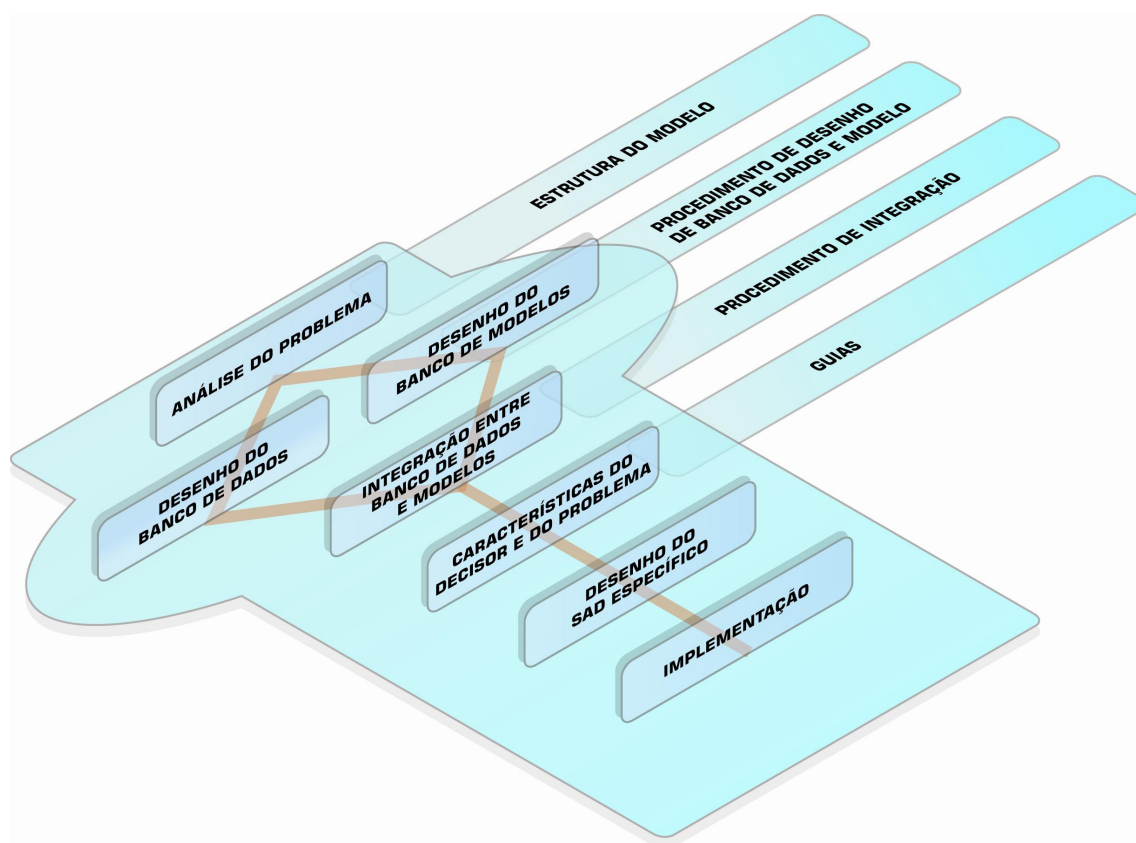 ESTRUTURA DO MODELO
PROCEDIMENTO DE DESENHO
DE BANCO DE DADOS E MODELO
PROCEDIMENTO DE INTEGRAÇÃO
GUIAS
ANÁLISE DO PROBLEMA
DESENHO DO
BANCO DE MODELOS
DESENHO DO
BANCO DE DADOS
INTEGRAÇÃO ENTRE
BANCO DE DADOS
E MODELOS
CARACTERÍSTICAS DO
DECISOR E DO PROBLEMA
DESENHO DO
SAD ESPECÍFICO
IMPLEMENTAÇÃO